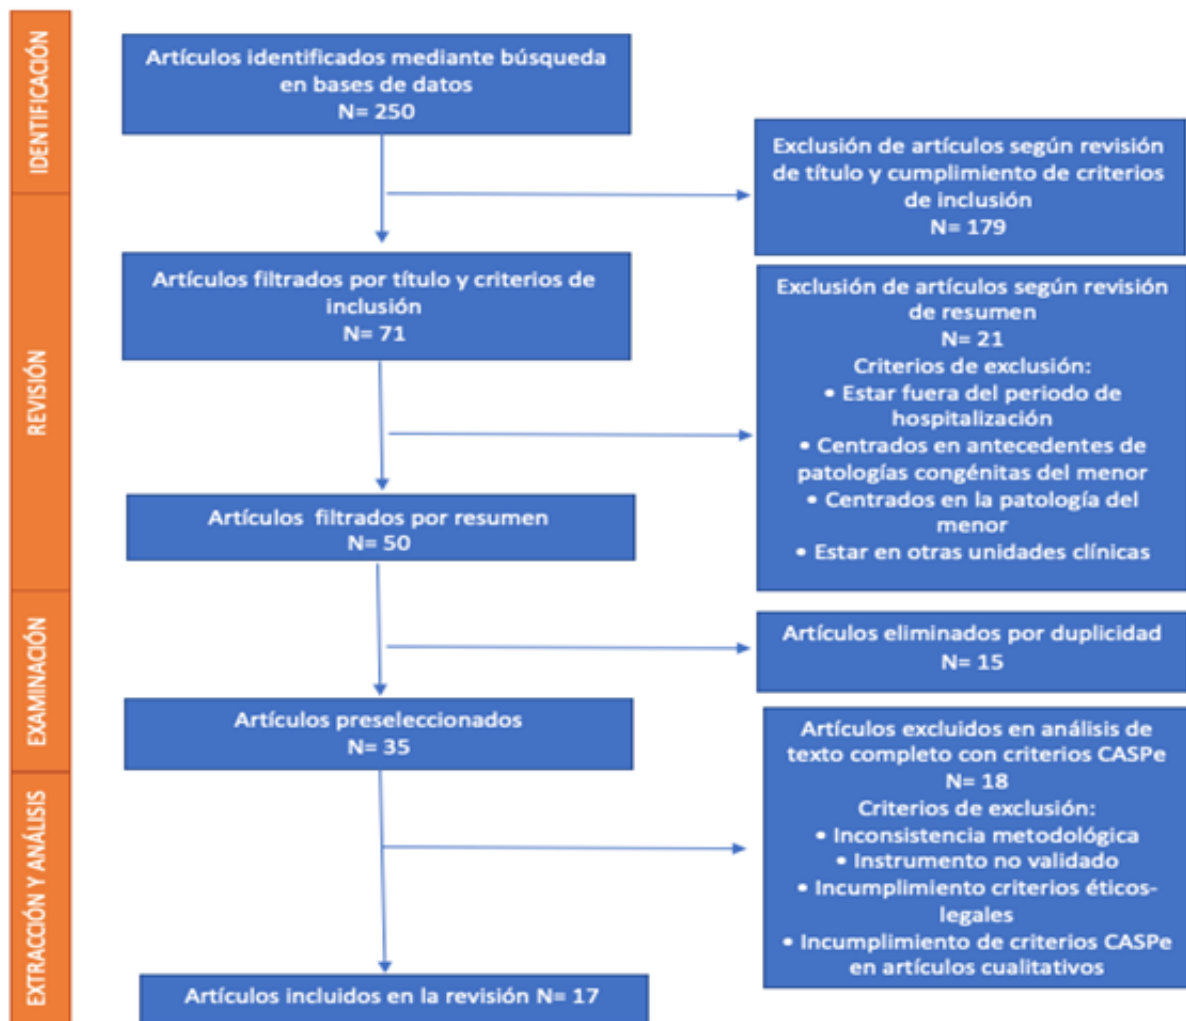 IDENTIFICACIÓN
Artículos identificados mediante búsqueda
en bases de datos
N= 250
Exclusión de artículos según revisión
de título y cumplimiento de criterios
de inclusión
N= 179
REVISIÓN
Artículos filtrados por título y criterios de
inclusión
N= 71
Exclusión de artículos según revisión
de resumen
N= 21
Criterios de exclusión:
• Estar fuera del periodo de
hospitalización
• Centrados en antecedentes de
patologías congénitas del menor
• Centrados en la patología del
menor
• Estar en otras unidades clínicas
Artículos filtrados por resumen
N= 50
EXAMINACIÓN
Artículos eliminados por duplicidad
N= 15
Artículos preseleccionados
N= 35
EXTRACCIÓN Y ANÁLISIS
Artículos excluidos en análisis de
texto completo con criterios CASPe
N= 18
Criterios de exclusión:
• Inconsistencia metodológica
• Instrumento no validado
• Incumplimiento criterios éticos-
legales
• Incumplimiento de criterios CASPe
en artículos cualitativos
Artículos incluidos en la revisión N= 17